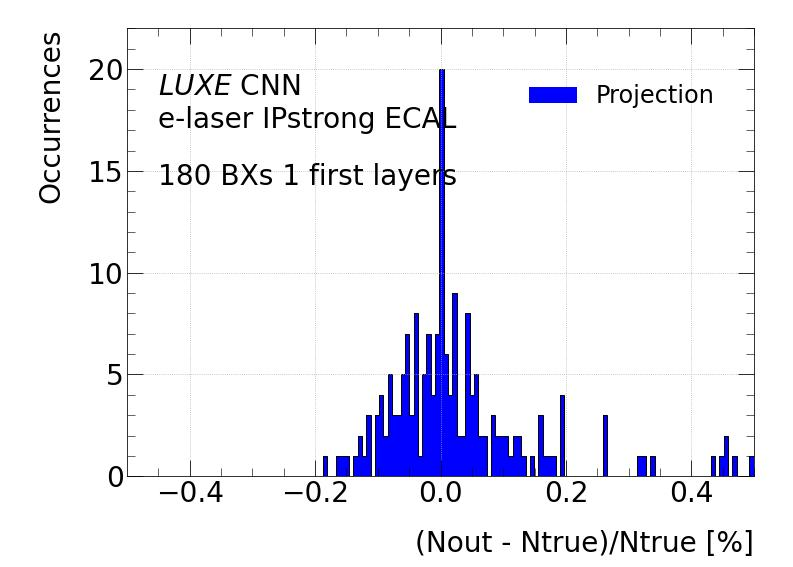 Occurrences
20
15
10
5
0
LUXE CNN
e-laser IPstrong ECAL
180 BXs 1 first layers
Projection
−0.4 −0.2 0.0 0.2 0.4
(Nout - Ntrue)/Ntrue [%]